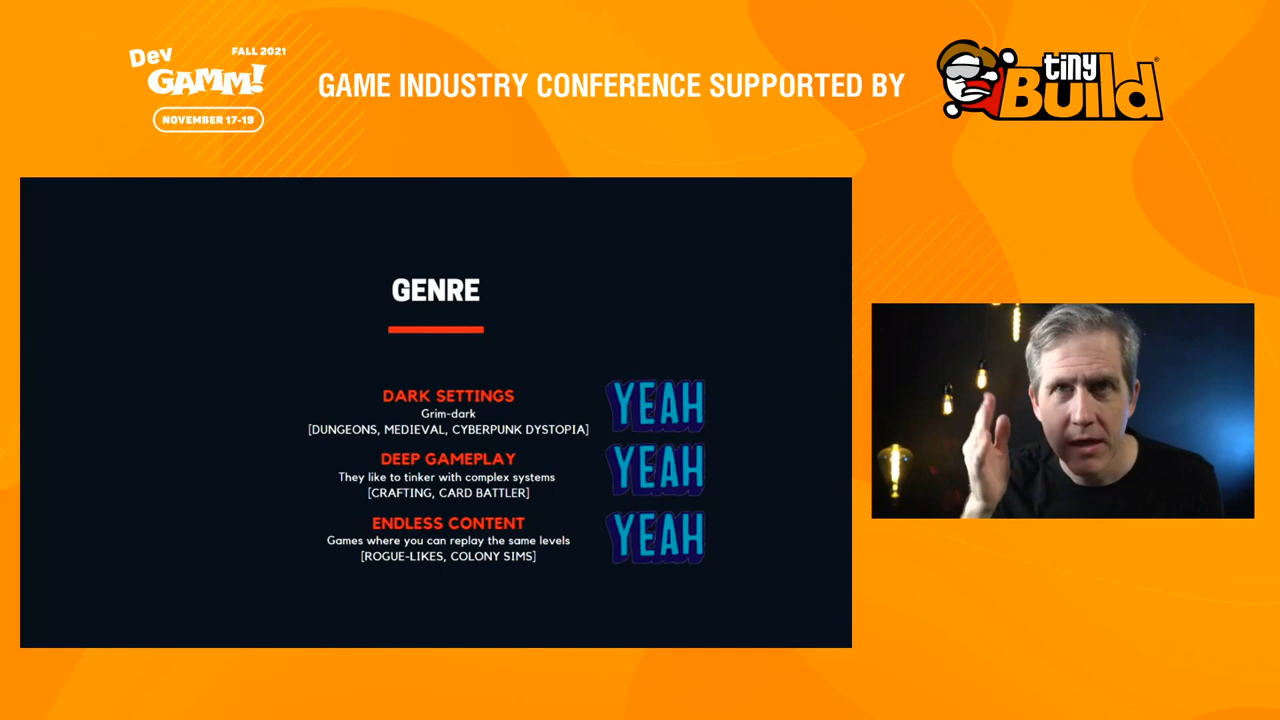 Dev
GAMM!
FALL 2021
NOVEMBER 17-19
GAME INDUSTRY CONFERENCE SUPPORTED BY
tiny
Build
GENRE
DARK SETTINGS
Grim-dark
[DUNGEONS, MEDIEVAL, CYBERPUNK DYSTOPIA]
YEAH
DEEP GAMEPLAY
They like to tinker with complex systems
[CRAFTING, CARD BATTLER]
YEAH
ENDLESS CONTENT
Games where you can replay the same levels
[ROGUE-LIKES, COLONY SIMS]
YEAH